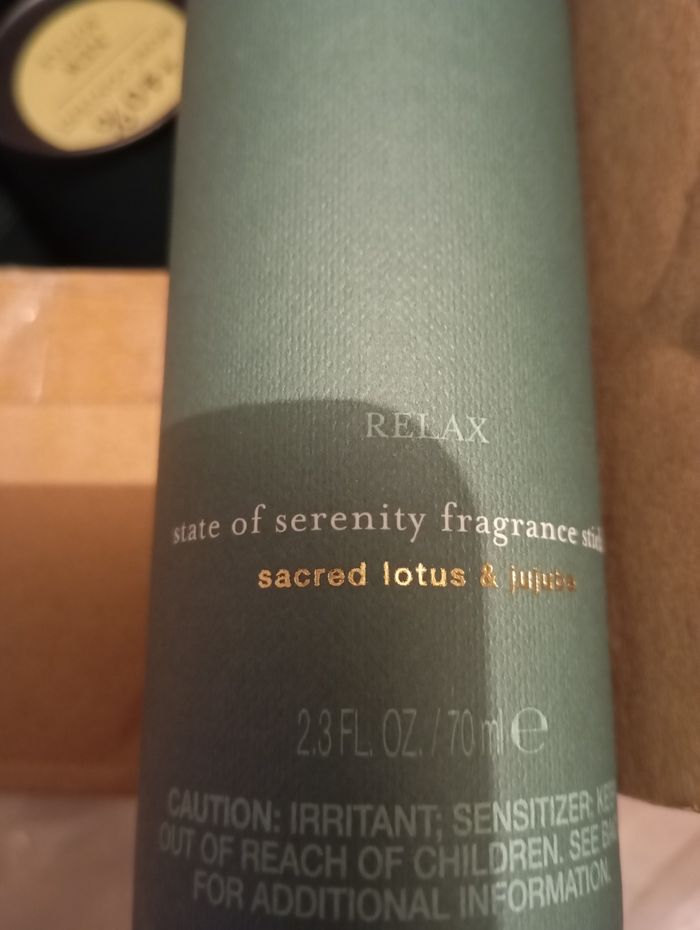 RELAX
state of serenity fragrance
sacred lotus & jujube
2.3 FL. OZ. / 70 ml ℮
CAUTION: IRRITANT; SENSITIZER
OUT OF REACH OF CHILDREN. SEE
FOR ADDITIONAL INFORMATION.